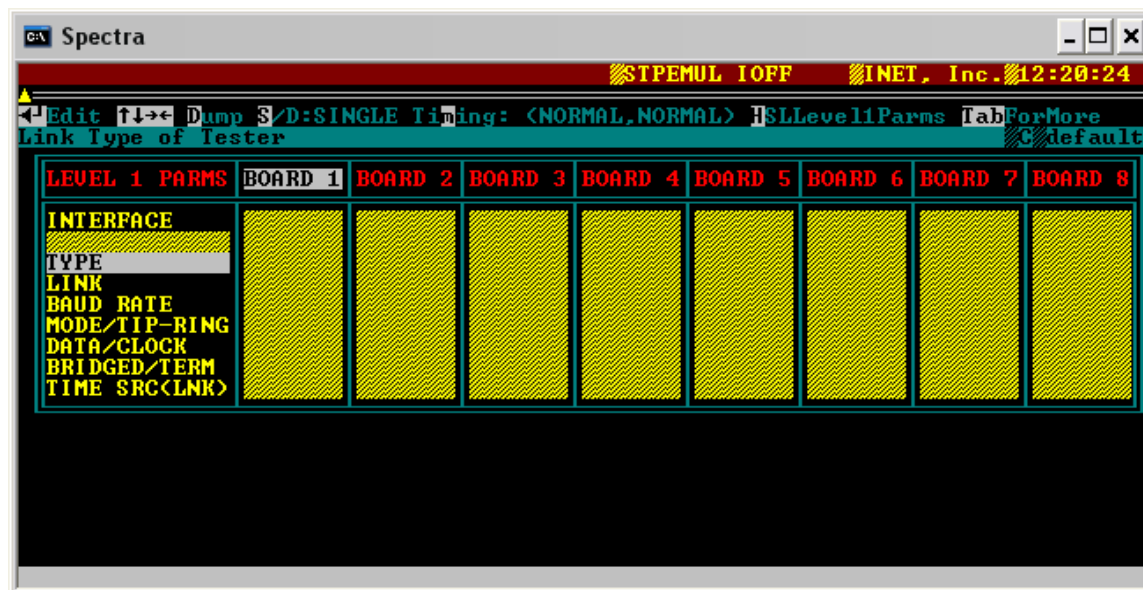 Spectra
STPEMUL IOFF INET, Inc. 12:20:24
Edit ↑↓→← Dump S/D:SINGLE Timing: (NORMAL,NORMAL) HSLLevel1Parms TabForMore
Link Type of Tester C default
LEVEL 1 PARMS BOARD 1 BOARD 2 BOARD 3 BOARD 4 BOARD 5 BOARD 6 BOARD 7 BOARD 8
INTERFACE
TYPE
LINK
BAUD RATE
MODE/TIP-RING
DATA/CLOCK
BRIDGED/TERM
TIME SRC(LNK)